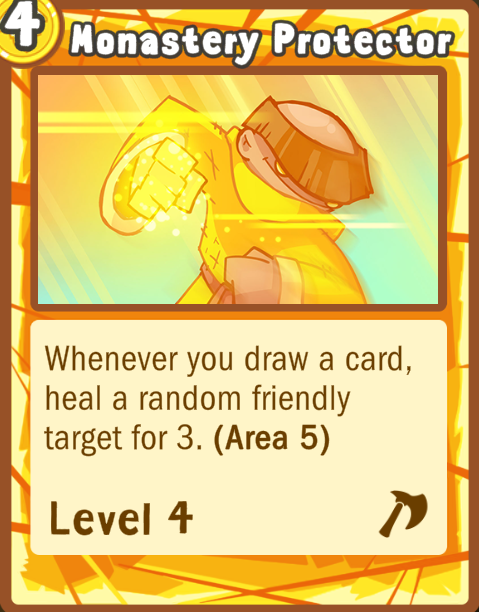 4
Monastery Protector
Whenever you draw a card,
heal a random friendly
target for 3. (Area 5)
Level 4